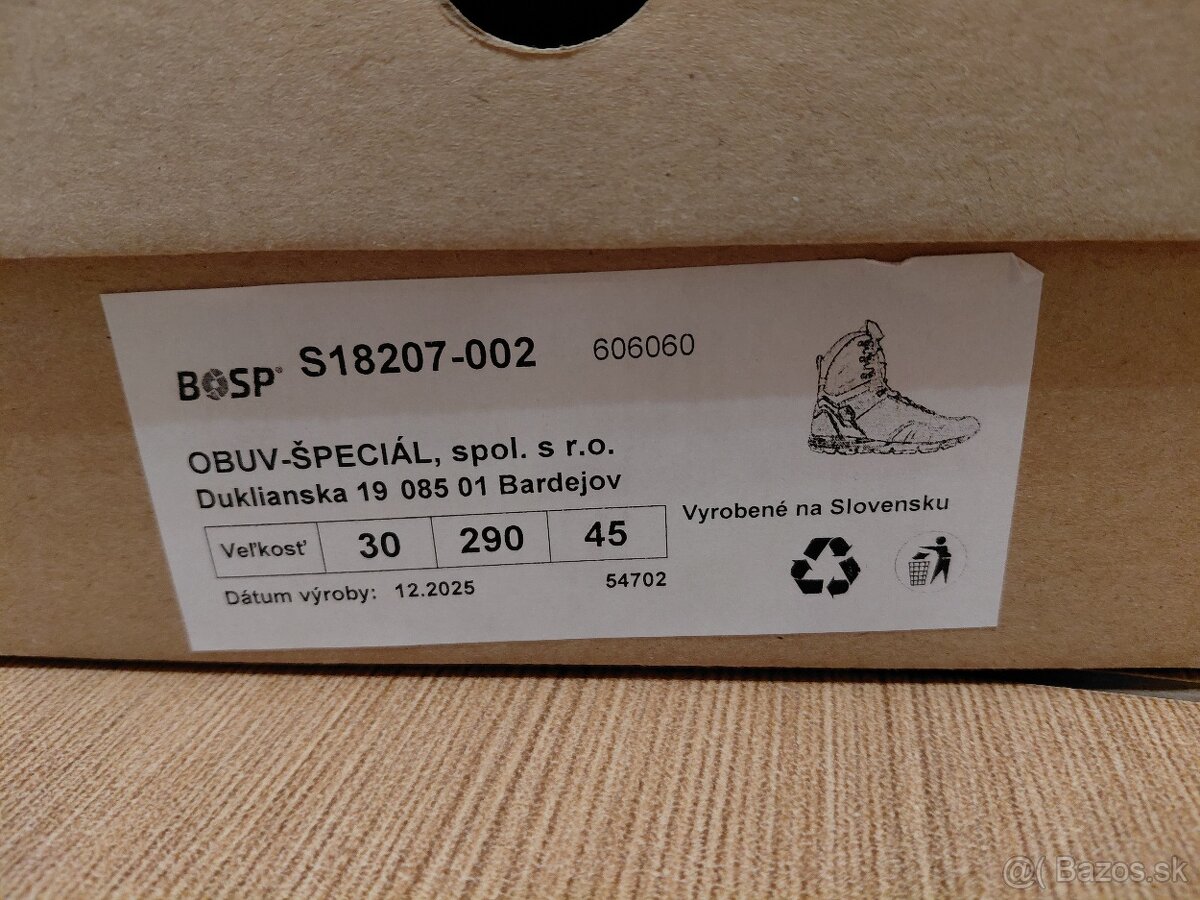 BOSP® S18207-002 606060
OBUV-ŠPECIÁL, spol. s r.o.
Duklianska 19 085 01 Bardejov
Vyrobené na Slovensku
Veľkosť 30 290 45
Dátum výroby: 12.2025 54702
@( Bazos.sk